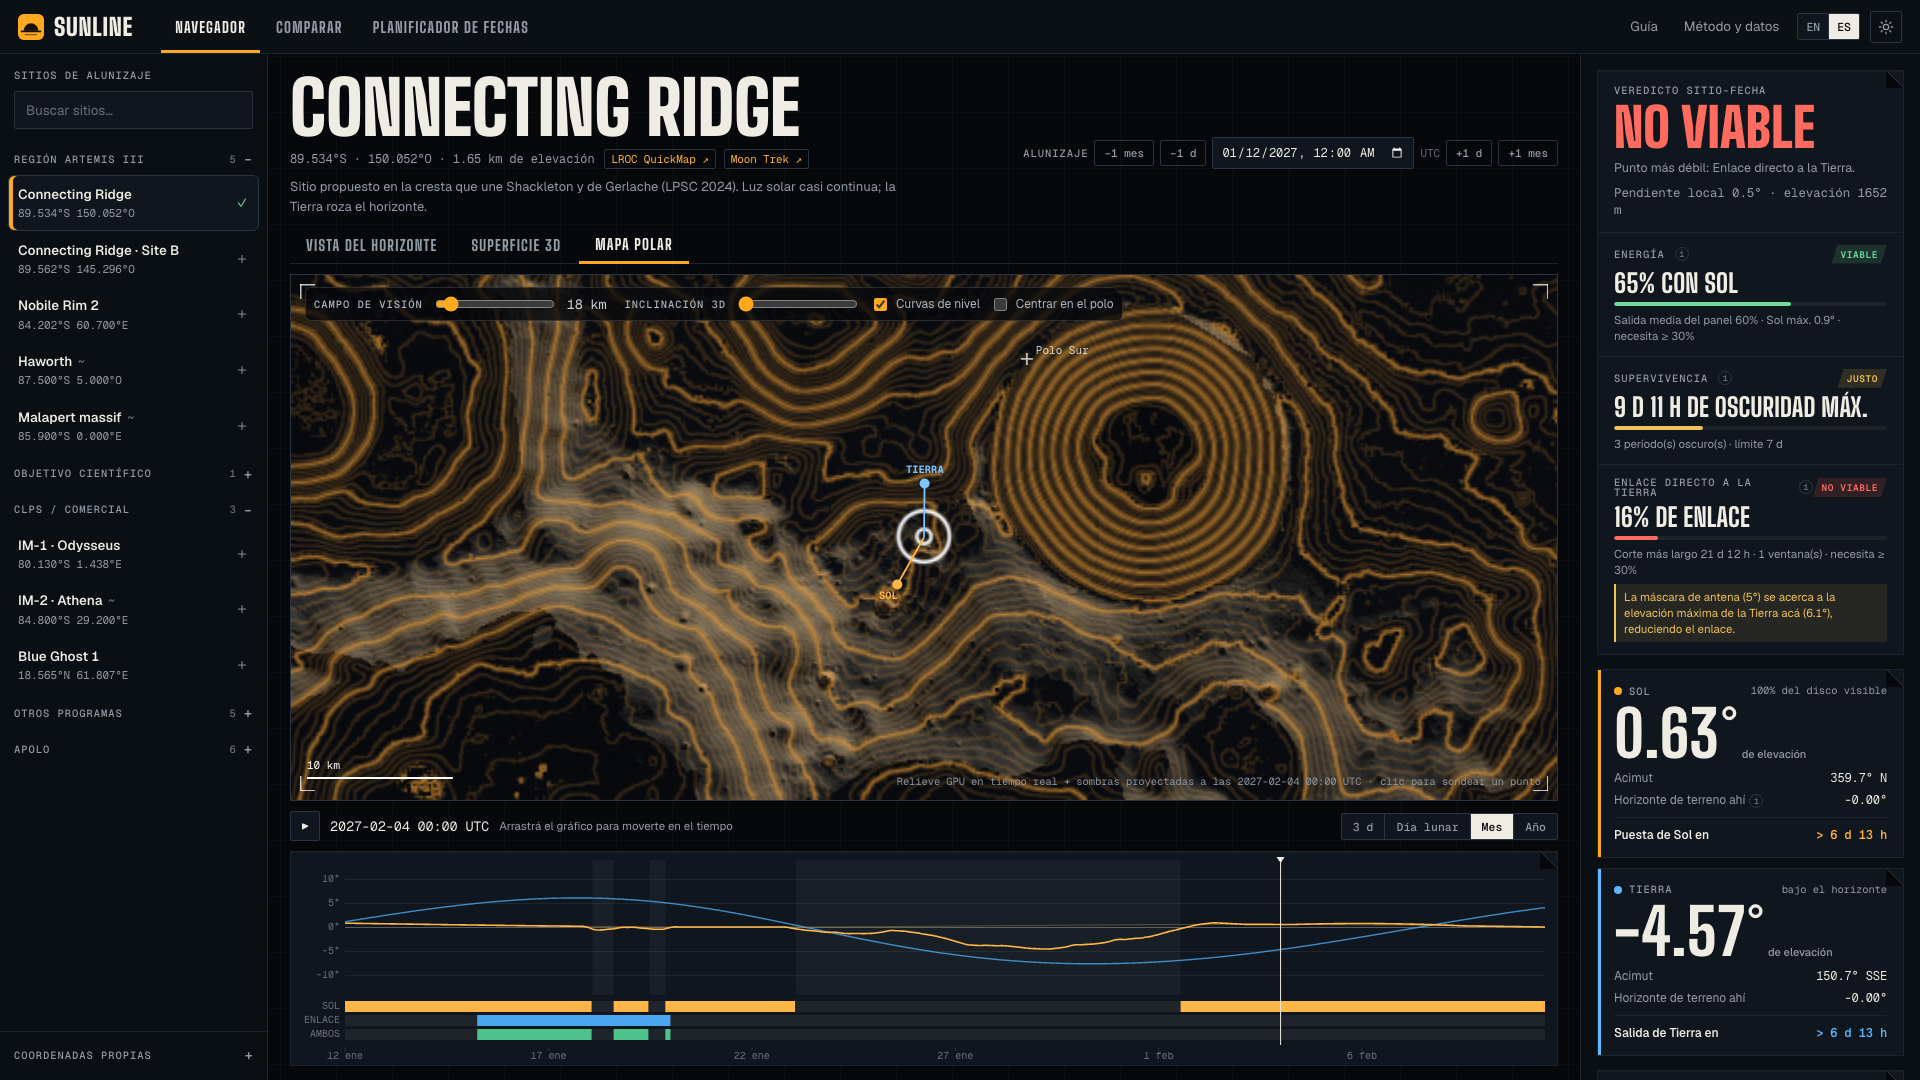 SUNLINE
NAVEGADOR
COMPARAR
PLANIFICADOR DE FECHAS
Guía
Método y datos
EN
ES
SITIOS DE ALUNIZAJE
Buscar sitios…
REGIÓN ARTEMIS III 5 −
Connecting Ridge
89.534°S 150.052°O ✓
Connecting Ridge · Site B
89.562°S 145.296°O +
Nobile Rim 2
84.202°S 60.700°E +
Haworth ~
87.500°S 5.000°O +
Malapert massif ~
85.900°S 0.000°E +
OBJETIVO CIENTÍFICO 1 +
CLPS / COMERCIAL 3 −
IM-1 · Odysseus
80.130°S 1.438°E +
IM-2 · Athena ~
84.800°S 29.200°E +
Blue Ghost 1
18.565°N 61.807°E +
OTROS PROGRAMAS 5 +
APOLO 6 +
COORDENADAS PROPIAS +
CONNECTING RIDGE
89.534°S · 150.052°O · 1.65 km de elevación LROC QuickMap ↗ Moon Trek ↗
Sitio propuesto en la cresta que une Shackleton y de Gerlache (LPSC 2024). Luz solar casi continua; la
Tierra roza el horizonte.
ALUNIZAJE −1 mes −1 d 01/12/2027, 12:00 AM UTC +1 d +1 mes
VISTA DEL HORIZONTE
SUPERFICIE 3D
MAPA POLAR
CAMPO DE VISIÓN 18 km INCLINACIÓN 3D Curvas de nivel Centrar en el polo
Polo Sur
TIERRA
SOL
10 km
Relieve GPU en tiempo real + sombras proyectadas a las 2027-02-04 00:00 UTC · clic para sondear un punto
2027-02-04 00:00 UTC Arrastrá el gráfico para moverte en el tiempo
3 d Día lunar Mes Año
10°
5°
0°
−5°
−10°
SOL
ENLACE
AMBOS
12 ene 17 ene 22 ene 27 ene 1 feb 6 feb
VEREDICTO SITIO-FECHA
NO VIABLE
Punto más débil: Enlace directo a la Tierra.
Pendiente local 0.5° · elevación 1652
m
ENERGÍA i VIABLE
65% CON SOL
Salida media del panel 60% · Sol máx. 0.9° ·
necesita ≥ 30%
SUPERVIVENCIA i JUSTO
9 D 11 H DE OSCURIDAD MÁX.
3 período(s) oscuro(s) · límite 7 d
ENLACE DIRECTO A LA
TIERRA i NO VIABLE
16% DE ENLACE
Corte más largo 21 d 12 h · 1 ventana(s) · necesita ≥
30%
La máscara de antena (5°) se acerca a la
elevación máxima de la Tierra acá (6.1°),
reduciendo el enlace.
SOL 100% del disco visible
0.63° de elevación
Acimut 359.7° N
Horizonte de terreno ahí i −0.00°
Puesta de Sol en > 6 d 13 h
TIERRA bajo el horizonte
−4.57° de elevación
Acimut 150.7° SSE
Horizonte de terreno ahí −0.00°
Salida de Tierra en > 6 d 13 h